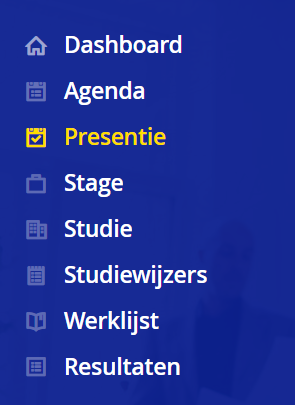 Dashboard
Agenda
Presentie
Stage
Studie
Studiewijzers
Werklijst
Resultaten